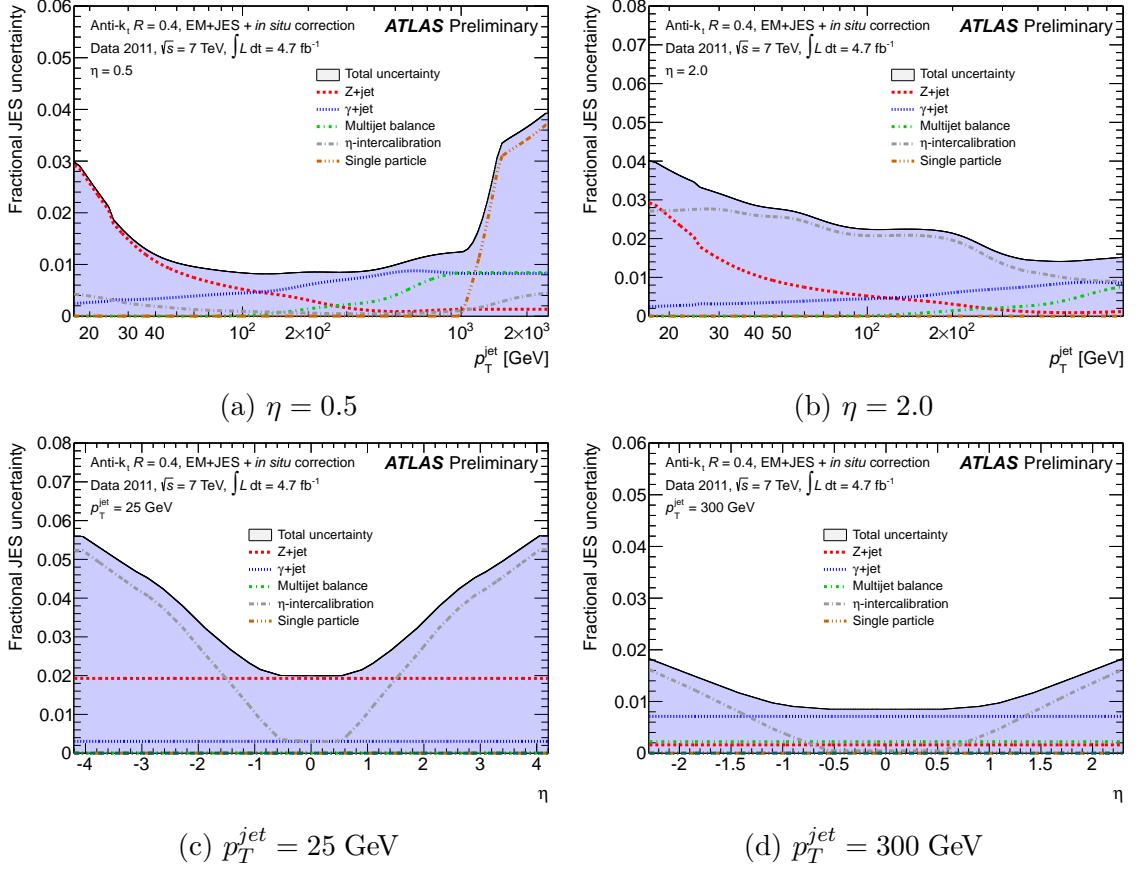 Fractional JES uncertainty
0.06
0.05
0.04
0.03
0.02
0.01
0
Anti-kt R = 0.4, EM+JES + in situ correction
ATLAS Preliminary
Data 2011, √s = 7 TeV, ∫ L dt = 4.7 fb⁻¹
η = 0.5
Total uncertainty
Z+jet
γ+jet
Multijet balance
η-intercalibration
Single particle
20 30 40 10² 2×10² 10³ 2×10³
p_T^jet [GeV]
(a) η = 0.5
Fractional JES uncertainty
0.08
0.07
0.06
0.05
0.04
0.03
0.02
0.01
0
Anti-kt R = 0.4, EM+JES + in situ correction
ATLAS Preliminary
Data 2011, √s = 7 TeV, ∫ L dt = 4.7 fb⁻¹
η = 2.0
Total uncertainty
Z+jet
γ+jet
Multijet balance
η-intercalibration
Single particle
20 30 40 50 10² 2×10²
p_T^jet [GeV]
(b) η = 2.0
Fractional JES uncertainty
0.08
0.07
0.06
0.05
0.04
0.03
0.02
0.01
0
Anti-kt R = 0.4, EM+JES + in situ correction
ATLAS Preliminary
Data 2011, √s = 7 TeV, ∫ L dt = 4.7 fb⁻¹
p_T^jet = 25 GeV
Total uncertainty
Z+jet
γ+jet
Multijet balance
η-intercalibration
Single particle
-4 -3 -2 -1 0 1 2 3 4
η
(c) p_T^jet = 25 GeV
Fractional JES uncertainty
0.06
0.05
0.04
0.03
0.02
0.01
0
Anti-kt R = 0.4, EM+JES + in situ correction
ATLAS Preliminary
Data 2011, √s = 7 TeV, ∫ L dt = 4.7 fb⁻¹
p_T^jet = 300 GeV
Total uncertainty
Z+jet
γ+jet
Multijet balance
η-intercalibration
Single particle
-2 -1.5 -1 -0.5 0 0.5 1 1.5 2
η
(d) p_T^jet = 300 GeV